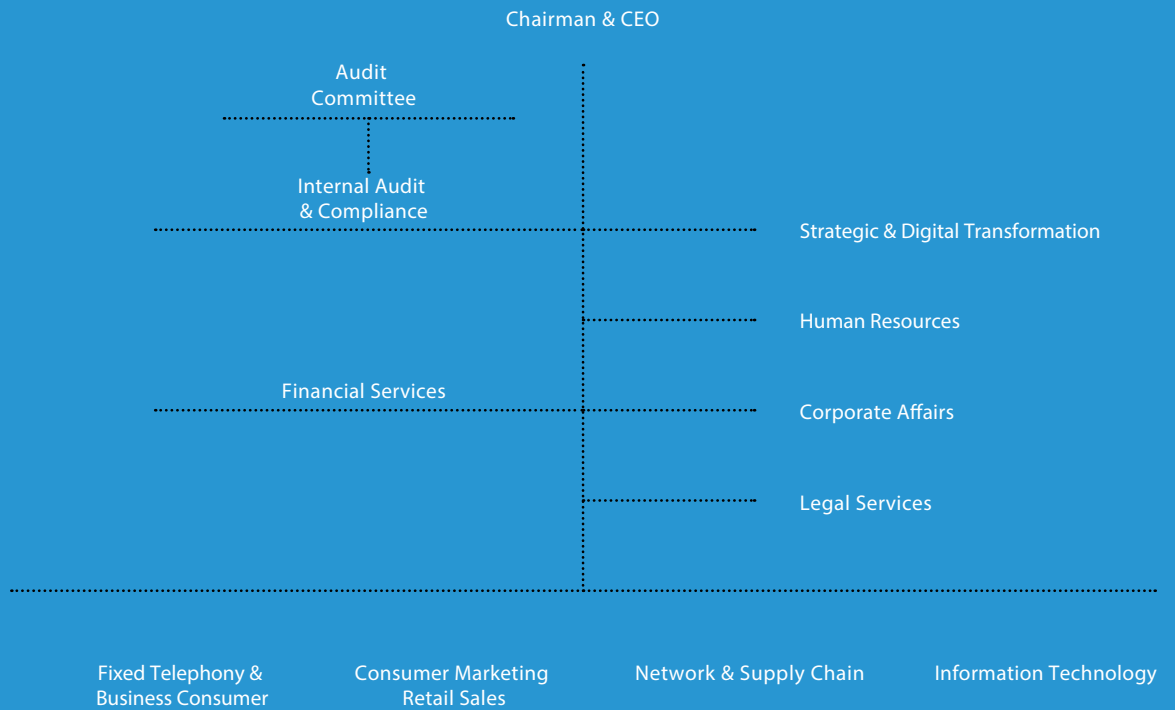 Chairman & CEO
Audit
Committee
Internal Audit
& Compliance
Strategic & Digital Transformation
Human Resources
Financial Services
Corporate Affairs
Legal Services
Fixed Telephony &
Business Consumer
Consumer Marketing
Retail Sales
Network & Supply Chain
Information Technology